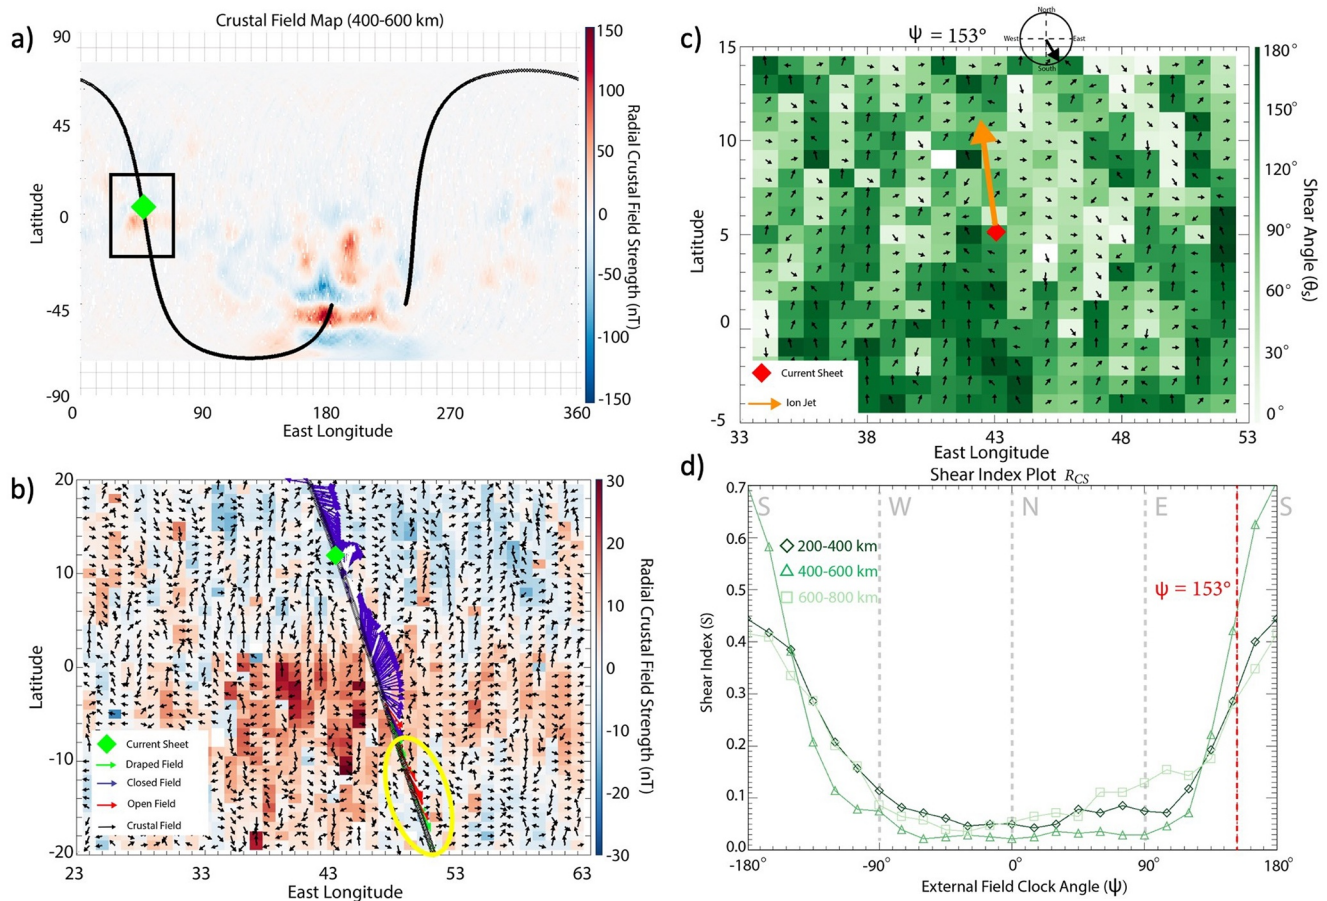 a)
Crustal Field Map (400-600 km)
90
45
0
-45
-90
Latitude
0
90
180
270
360
East Longitude
150
100
50
0
-50
-100
-150
Radial Crustal Field Strength (nT)
b)
20
10
0
-10
-20
Latitude
Current Sheet
Draped Field
Closed Field
Open Field
Crustal Field
23
33
43
53
63
East Longitude
30
20
10
0
-10
-20
-30
Radial Crustal Field Strength (nT)
c)
ψ = 153°
North
West
East
South
15
10
5
0
-5
Latitude
Current Sheet
Ion Jet
33
38
43
48
53
East Longitude
180°
150°
120°
90°
60°
30°
0°
Shear Angle (θs)
d)
Shear Index Plot RCS
0.7
0.6
0.5
0.4
0.3
0.2
0.1
0.0
Shear Index (S)
S
W
N
E
S
200-400 km
400-600 km
600-800 km
ψ = 153°
-180°
-90°
0°
90°
180°
External Field Clock Angle (ψ)